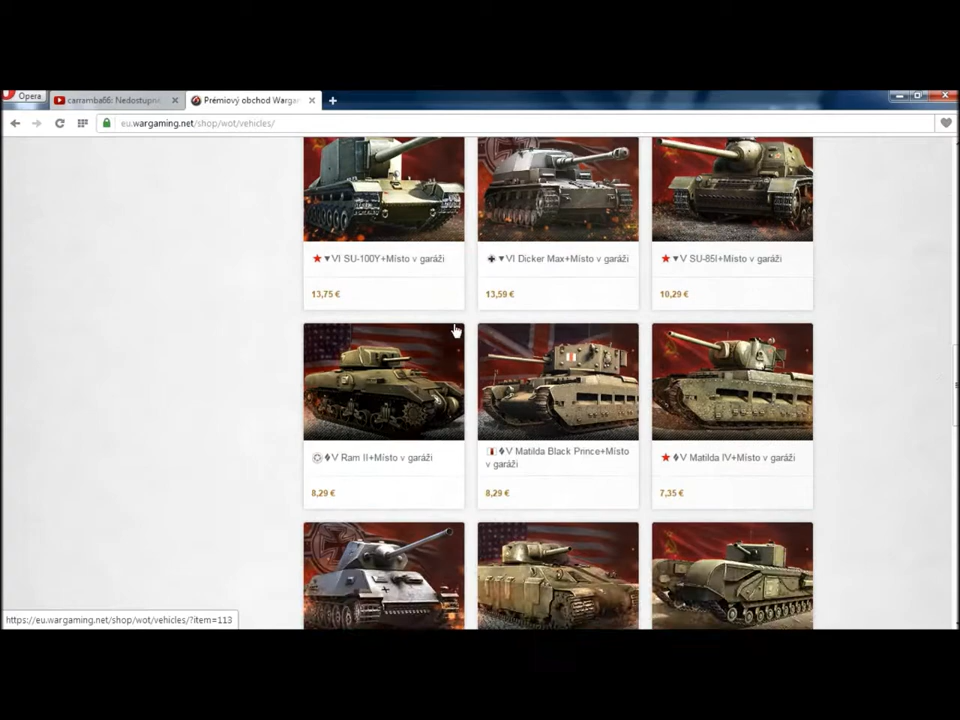 Opera
carramba66: Nedostupné
Prémiový obchod Wargam
eu.wargaming.net/shop/wot/vehicles/
VI SU-100Y+Místo v garáži
VI Dicker Max+Místo v garáži
V SU-85I+Místo v garáži
13,75 €
13,59 €
10,29 €
V Ram II+Místo v garáži
V Matilda Black Prince+Místo
v garáži
V Matilda IV+Místo v garáži
8,29 €
8,29 €
7,35 €
https://eu.wargaming.net/shop/wot/vehicles/?item=113